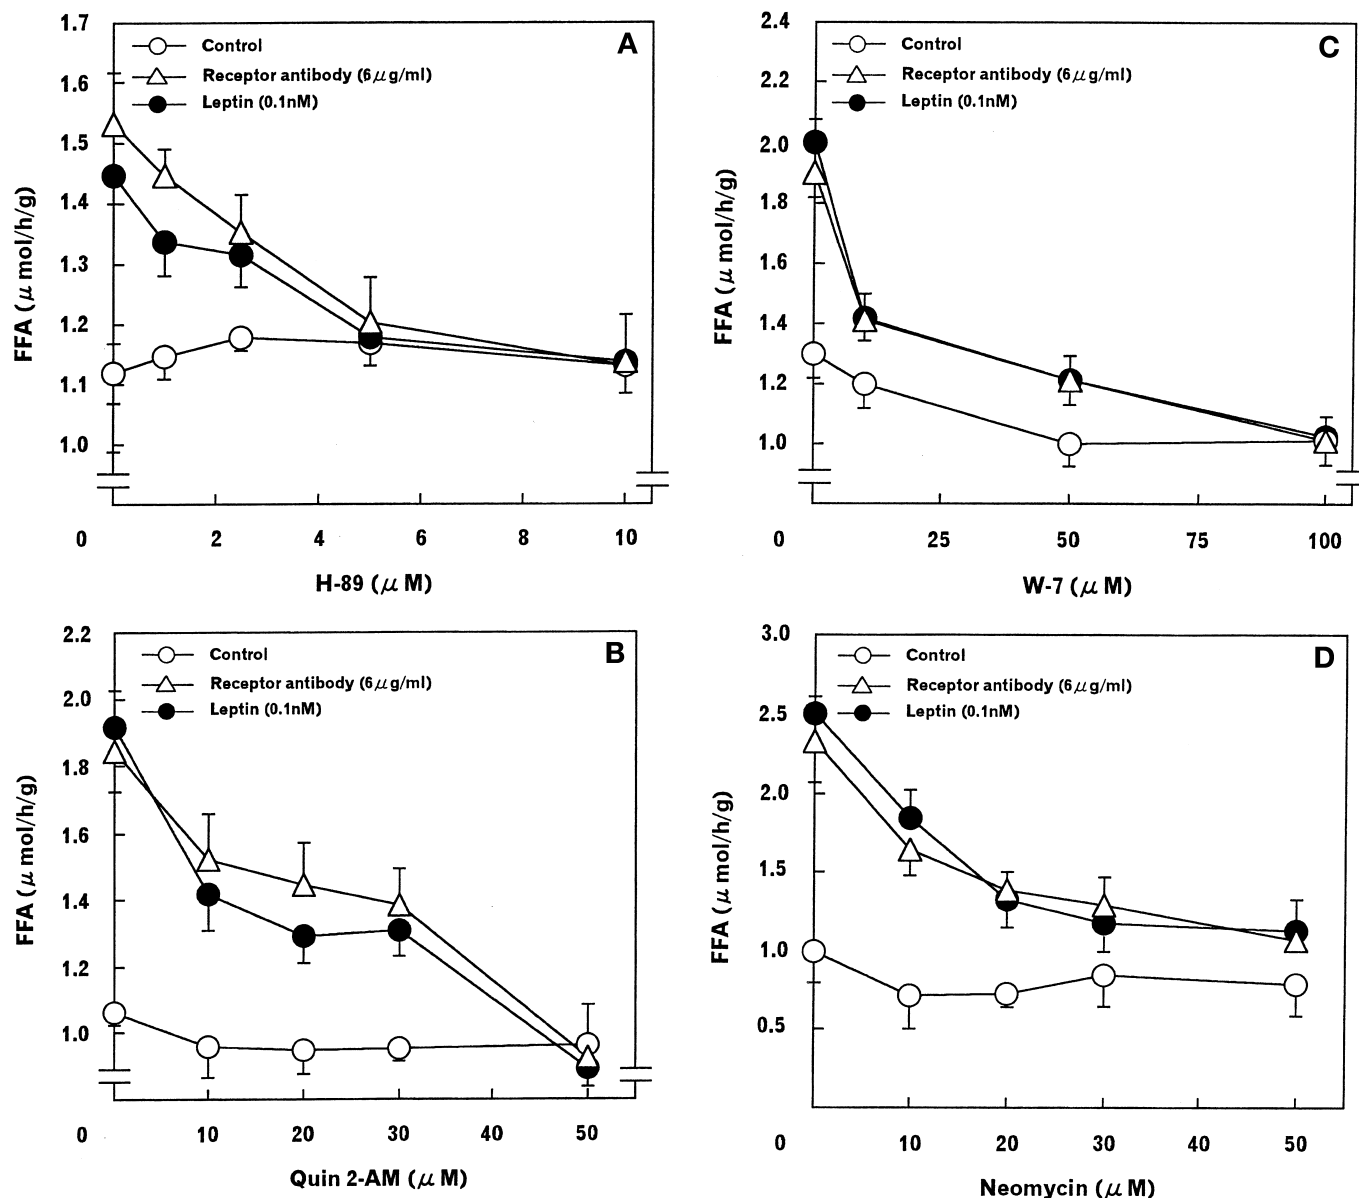 A
Control
Receptor antibody (6μg/ml)
Leptin (0.1nM)
1.7
1.6
1.5
1.4
1.3
1.2
1.1
1.0
FFA (μ mol/h/g)
0 2 4 6 8 10
H-89 (μ M)
C
Control
Receptor antibody (6μg/ml)
Leptin (0.1nM)
2.4
2.2
2.0
1.8
1.6
1.4
1.2
1.0
FFA (μ mol/h/g)
0 25 50 75 100
W-7 (μ M)
B
Control
Receptor antibody (6μg/ml)
Leptin (0.1nM)
2.2
2.0
1.8
1.6
1.4
1.2
1.0
FFA (μ mol/h/g)
0 10 20 30 40 50
Quin 2-AM (μ M)
D
Control
Receptor antibody (6μg/ml)
Leptin (0.1nM)
3.0
2.5
2.0
1.5
1.0
0.5
FFA (μ mol/h/g)
0 10 20 30 40 50
Neomycin (μ M)